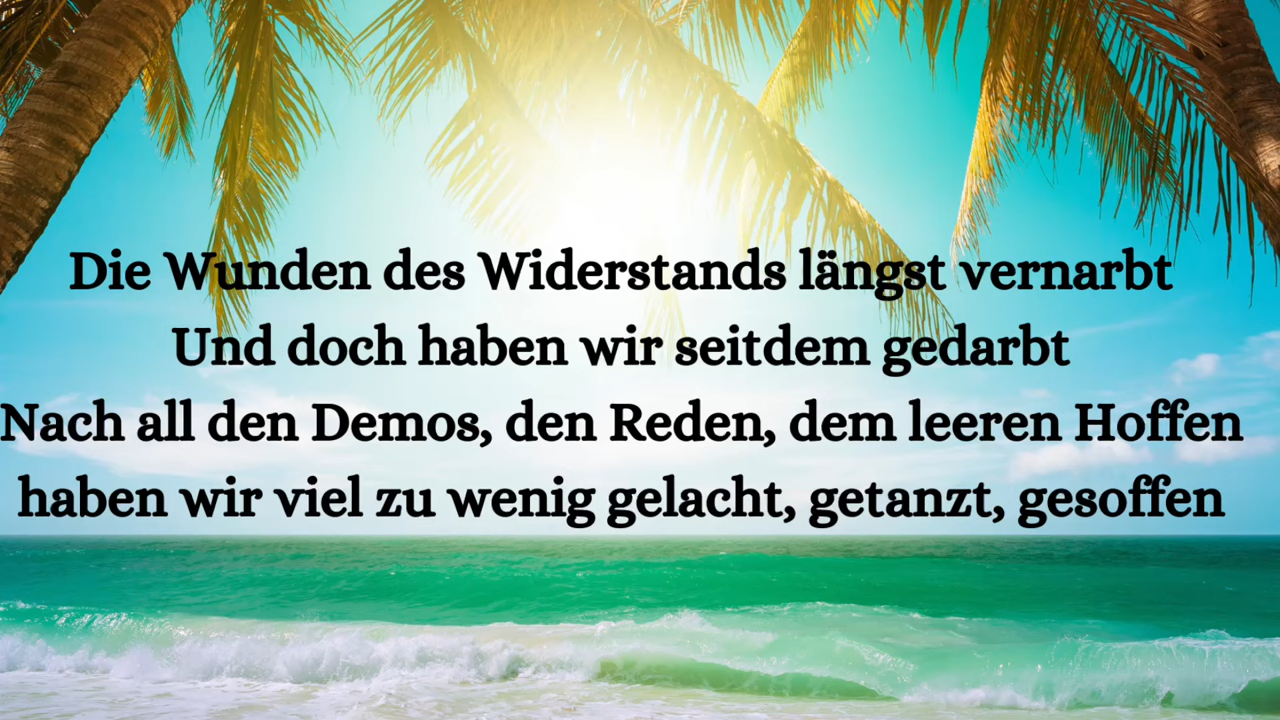 Die Wunden des Widerstands längst vernarbt
Und doch haben wir seitdem gedarbt
Nach all den Demos, den Reden, dem leeren Hoffen
haben wir viel zu wenig gelacht, getanzt, gesoffen